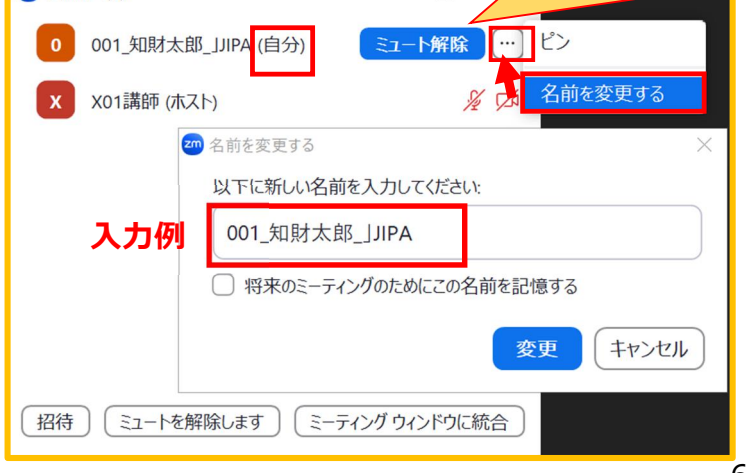 0 001_知財太郎_JJIPA (自分) ミュート解除 … ピン
X X01講師 (ホスト) 名前を変更する
zm 名前を変更する
以下に新しい名前を入力してください:
入力例 001_知財太郎_JJIPA
将来のミーティングのためにこの名前を記憶する
変更 キャンセル
招待 ミュートを解除します ミーティング ウィンドウに統合